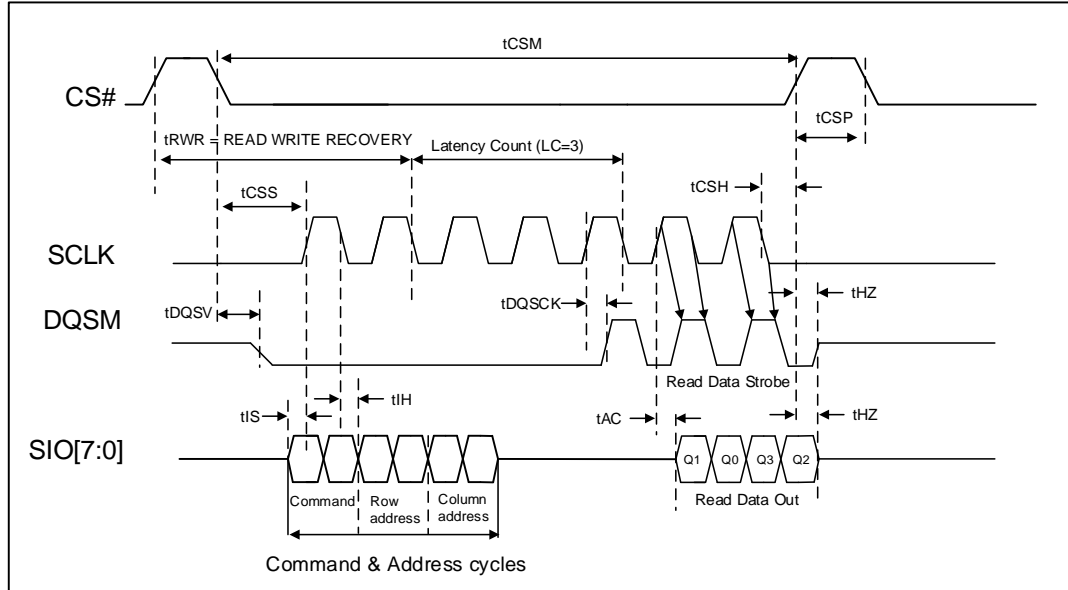 tCSM
CS#
tCSP
tRWR = READ WRITE RECOVERY
Latency Count (LC=3)
tCSH
tCSS
SCLK
tHZ
tDQSV
tDQSCK
DQSM
Read Data Strobe
tIS
tIH
tAC
tHZ
SIO[7:0]
Q1 Q0 Q3 Q2
Command
Row
address
Column
address
Read Data Out
Command & Address cycles